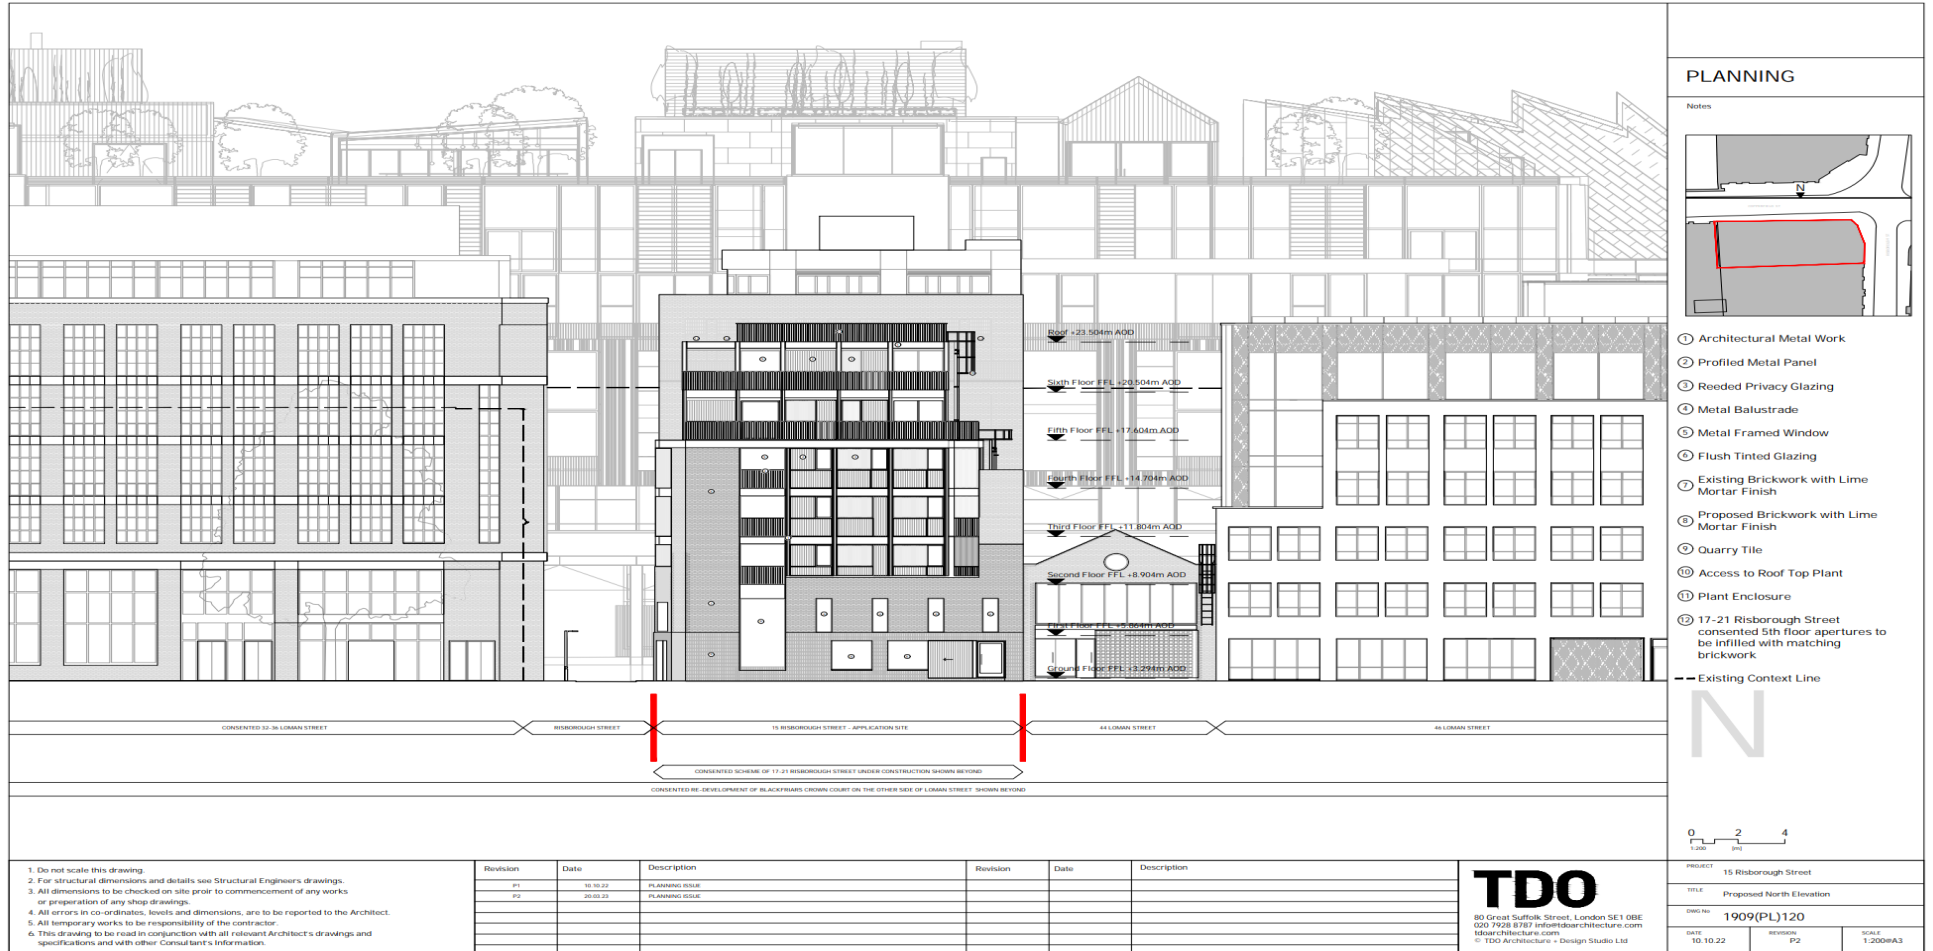 PLANNING
Notes
N
1 Architectural Metal Work
2 Profiled Metal Panel
3 Reeded Privacy Glazing
4 Metal Balustrade
5 Metal Framed Window
6 Flush Tinted Glazing
7 Existing Brickwork with Lime
Mortar Finish
8 Proposed Brickwork with Lime
Mortar Finish
9 Quarry Tile
10 Access to Roof Top Plant
11 Plant Enclosure
12 17-21 Risborough Street
consented 5th floor apertures to
be infilled with matching
brickwork
Existing Context Line
N
0 2 4
1:200 [m]
Roof +23.504m AOD
Sixth Floor FFL +20.504m AOD
Fifth Floor FFL +17.604m AOD
Fourth Floor FFL +14.704m AOD
Third Floor FFL +11.804m AOD
Second Floor FFL +8.904m AOD
First Floor FFL +5.864m AOD
Ground Floor FFL +3.294m AOD
CONSENTED 32-36 LOMAN STREET
RISBOROUGH STREET
15 RISBOROUGH STREET - APPLICATION SITE
44 LOMAN STREET
46 LOMAN STREET
CONSENTED SCHEME OF 17-21 RISBOROUGH STREET UNDER CONSTRUCTION SHOWN BEYOND
CONSENTED RE-DEVELOPMENT OF BLACKFRIARS CROWN COURT ON THE OTHER SIDE OF LOMAN STREET SHOWN BEYOND
1. Do not scale this drawing.
2. For structural dimensions and details see Structural Engineers drawings.
3. All dimensions to be checked on site proir to commencement of any works
or preperation of any shop drawings.
4. All errors in co-ordinates, levels and dimensions, are to be reported to the Architect.
5. All temporary works to be responsibility of the contractor.
6. This drawing to be read in conjunction with all relevant Architect's drawings and
specifications and with other Consultant's Information.
Revision Date Description Revision Date Description
P1 10.10.22 PLANNING ISSUE
P2 20.03.23 PLANNING ISSUE
TDO
80 Great Suffolk Street, London SE1 0BE
020 7928 8787 info@tdoarchitecture.com
tdoarchitecture.com
© TDO Architecture + Design Studio Ltd
PROJECT
15 Risborough Street
TITLE
Proposed North Elevation
DWG No
1909(PL)120
DATE REVISION SCALE
10.10.22 P2 1:200@A3